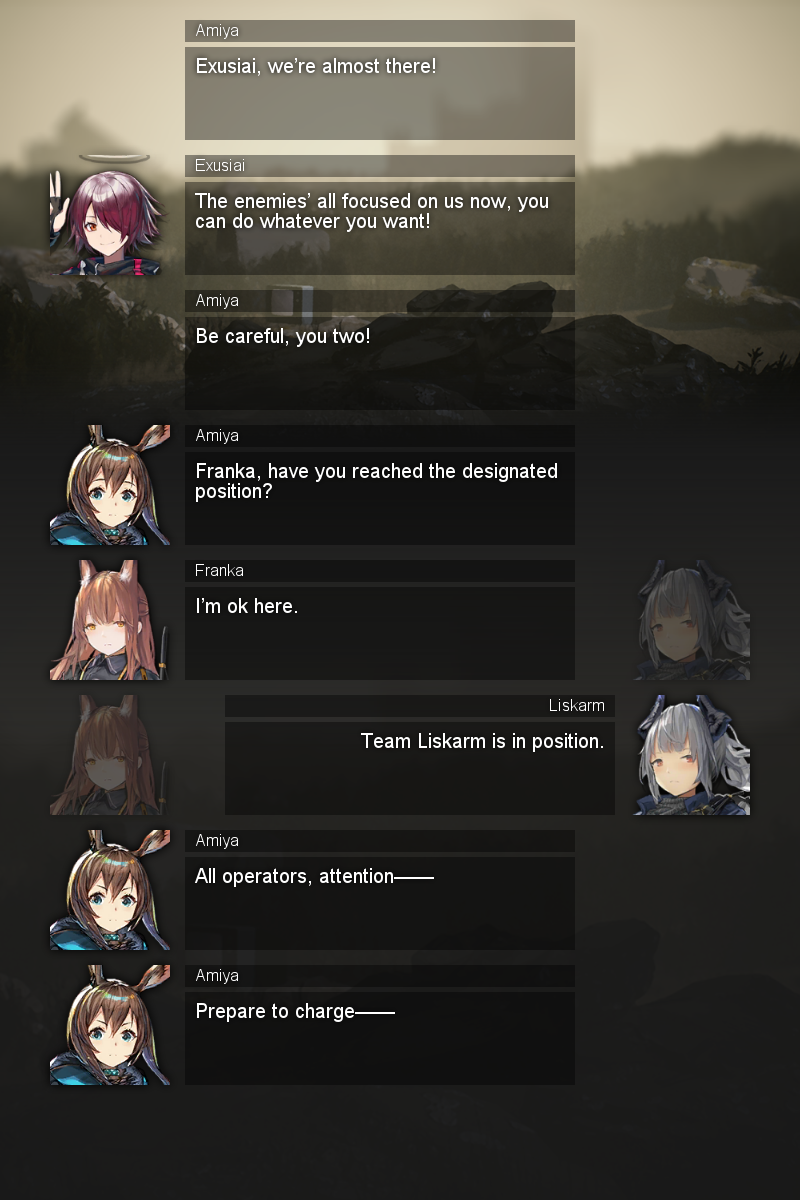 Amiya
Exusiai, we're almost there!
Exusiai
The enemies' all focused on us now, you
can do whatever you want!
Amiya
Be careful, you two!
Amiya
Franka, have you reached the designated
position?
Franka
I'm ok here.
Liskarm
Team Liskarm is in position.
Amiya
All operators, attention——
Amiya
Prepare to charge——